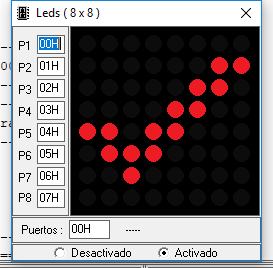 Leds ( 8 x 8 )
P1 00H
P2 01H
P3 02H
P4 03H
P5 04H
P6 05H
P7 06H
P8 07H
Puertos : 00H -----
Desactivado Activado